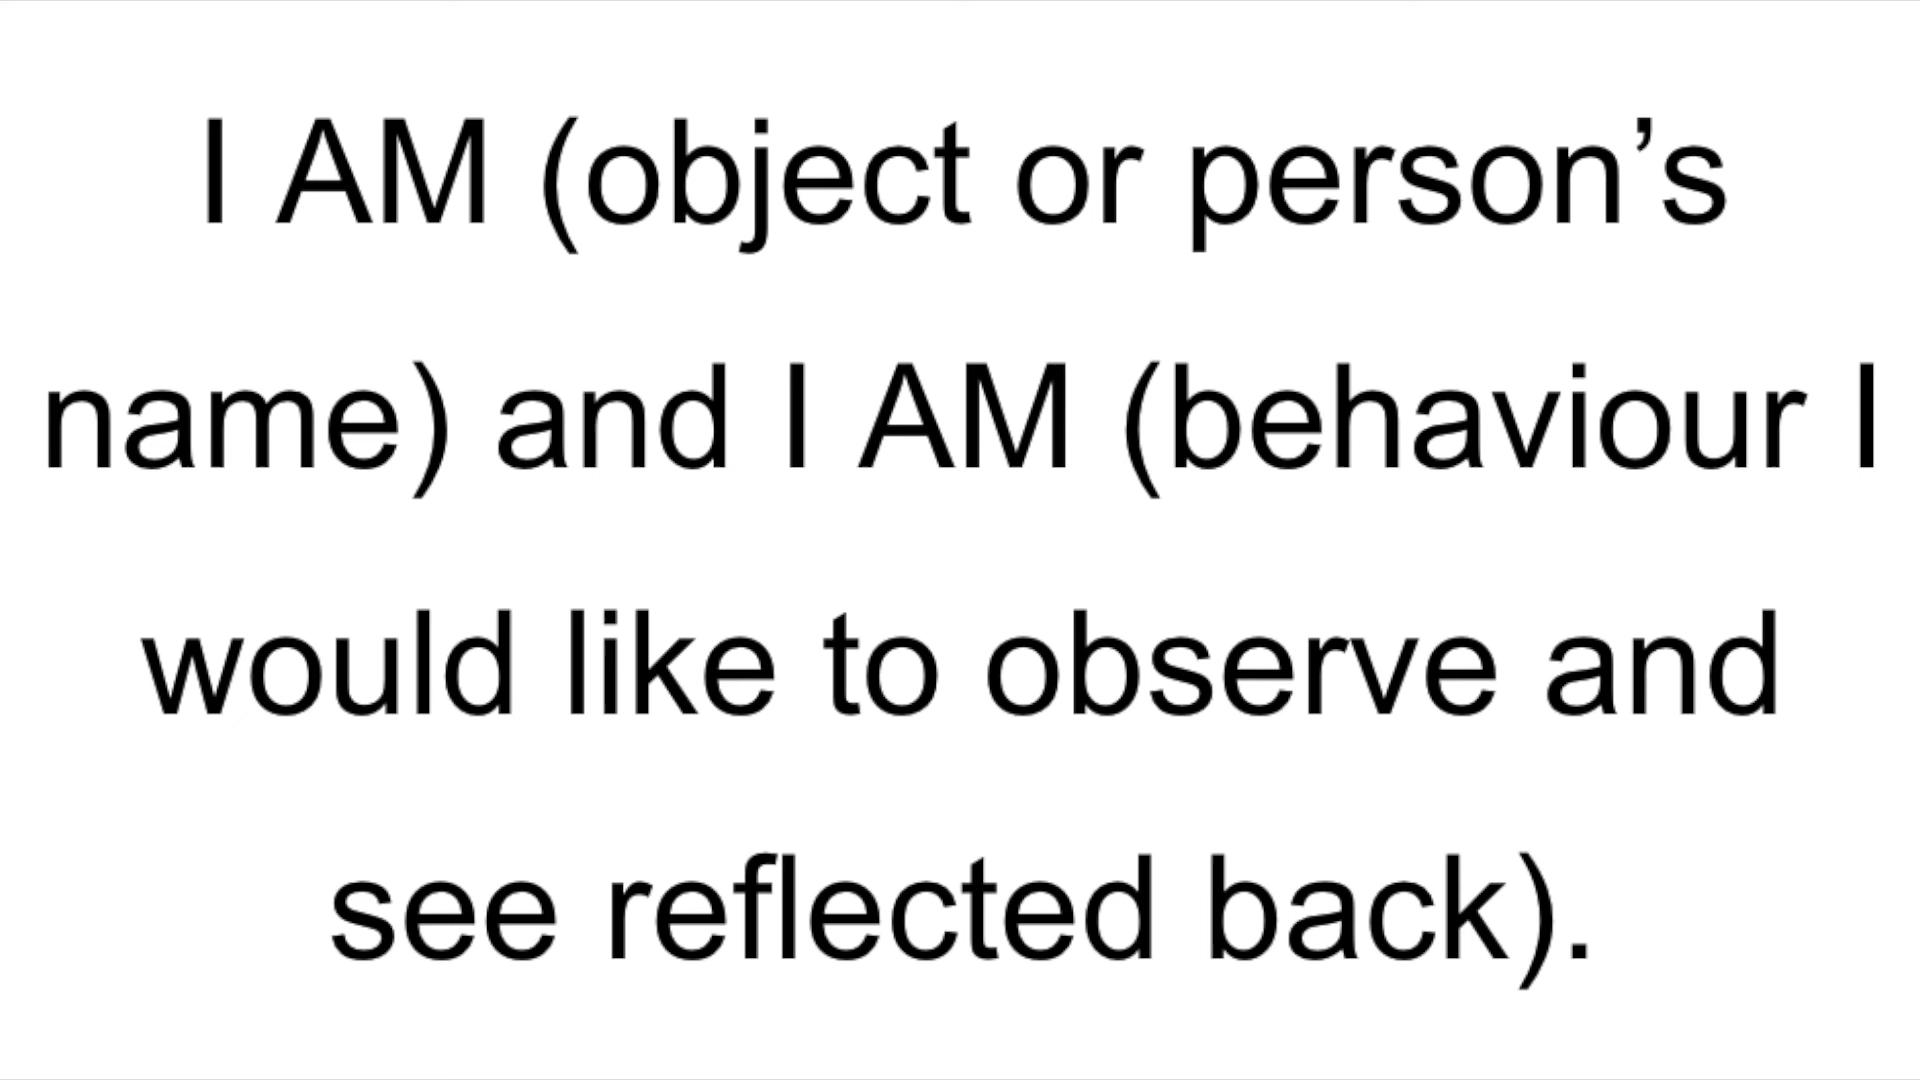 I AM (object or person’s
name) and I AM (behaviour I
would like to observe and
see reflected back).